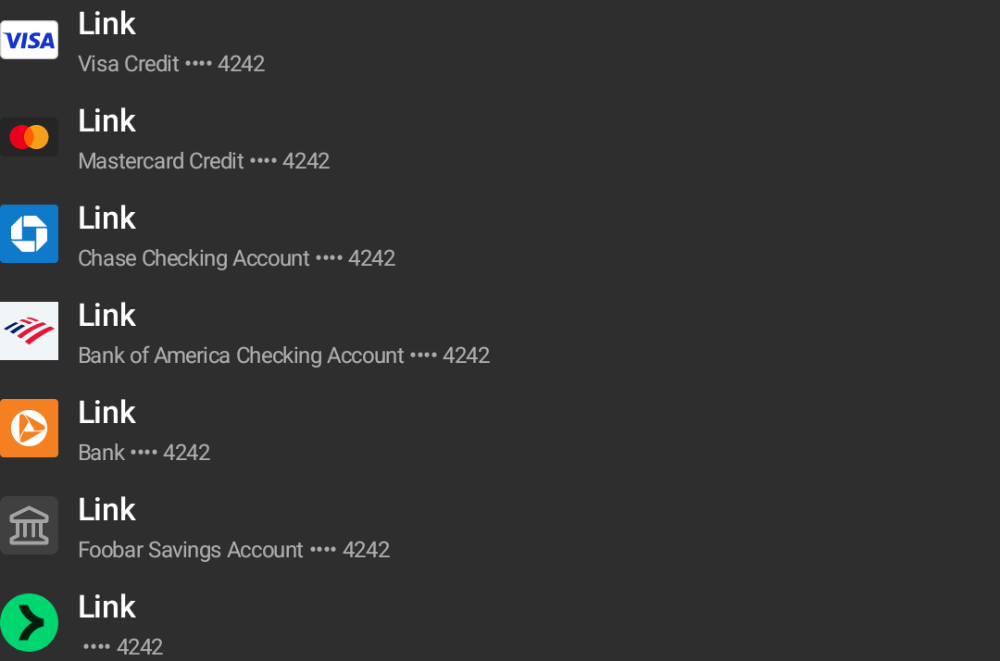 VISA
Link
Visa Credit •••• 4242
Link
Mastercard Credit •••• 4242
Link
Chase Checking Account •••• 4242
Link
Bank of America Checking Account •••• 4242
Link
Bank •••• 4242
Link
Foobar Savings Account •••• 4242
Link
•••• 4242